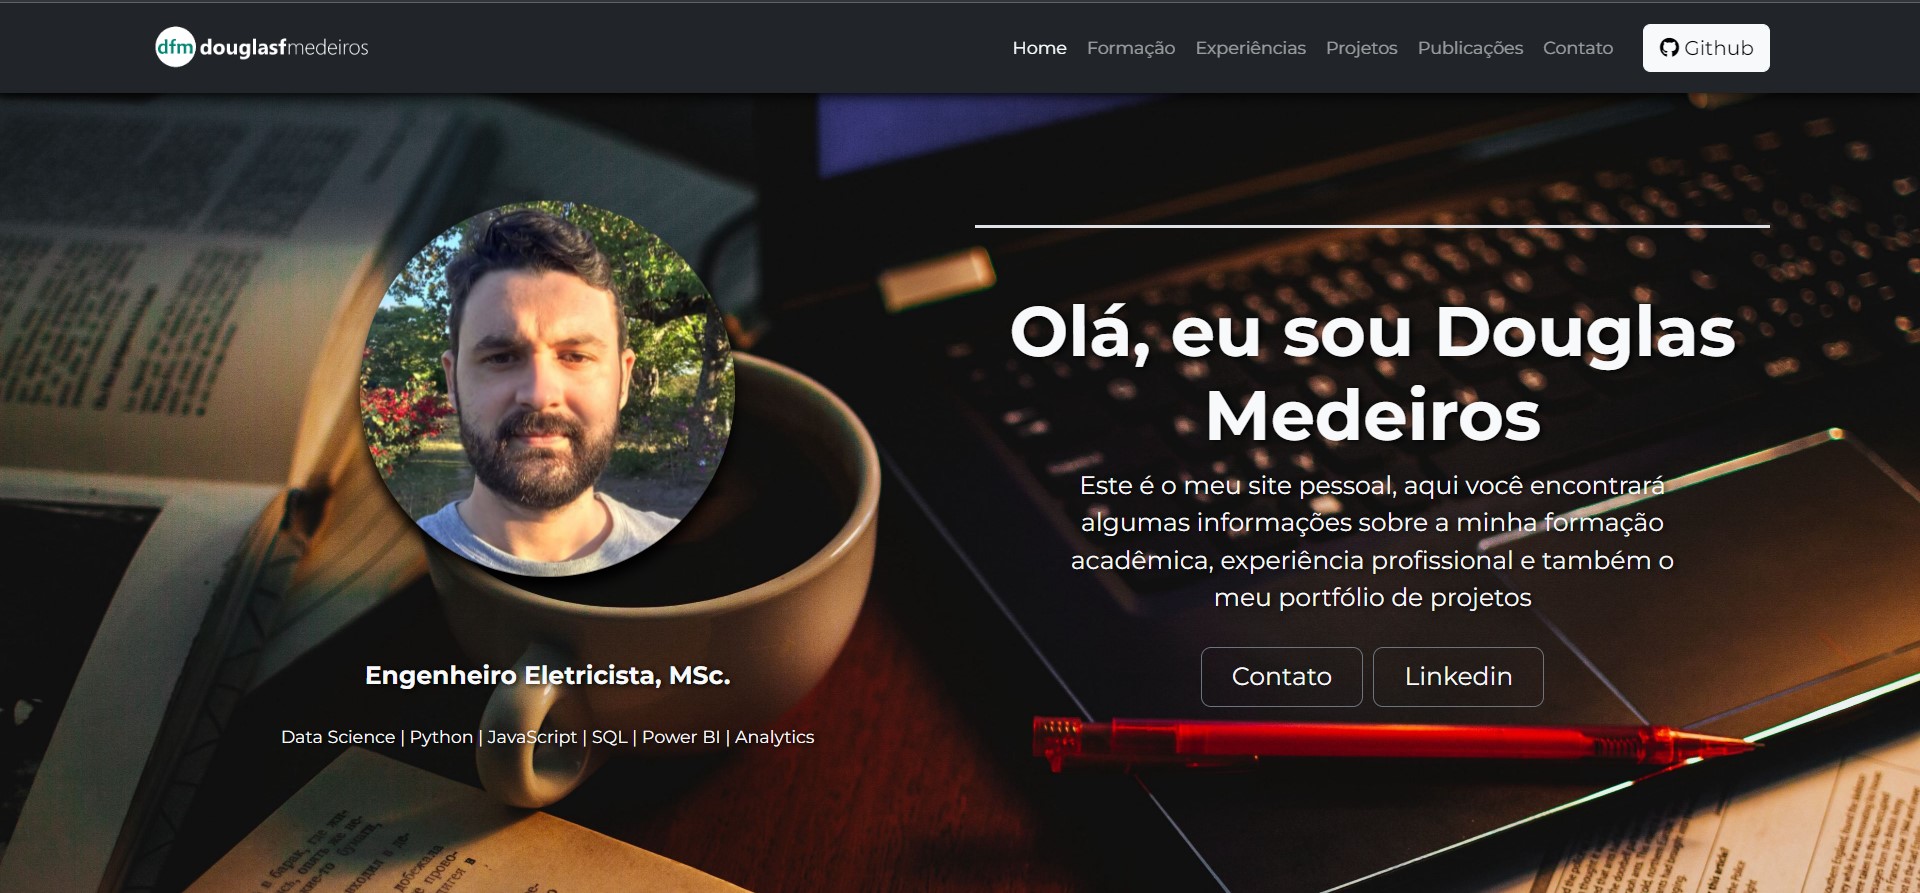 dfm douglasfmedeiros
Home Formação Experiências Projetos Publicações Contato Github
Olá, eu sou Douglas
Medeiros
Este é o meu site pessoal, aqui você encontrará
algumas informações sobre a minha formação
acadêmica, experiência profissional e também o
meu portfólio de projetos
Contato Linkedin
Engenheiro Eletricista, MSc.
Data Science | Python | JavaScript | SQL | Power BI | Analytics